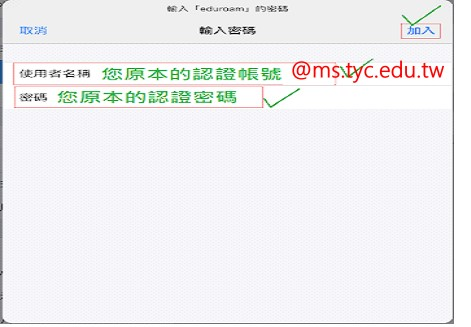 輸入「eduroam」的密碼
取消 輸入密碼 加入
使用者名稱 您原本的認證帳號 @ms.tyc.edu.tw
密碼 您原本的認證密碼